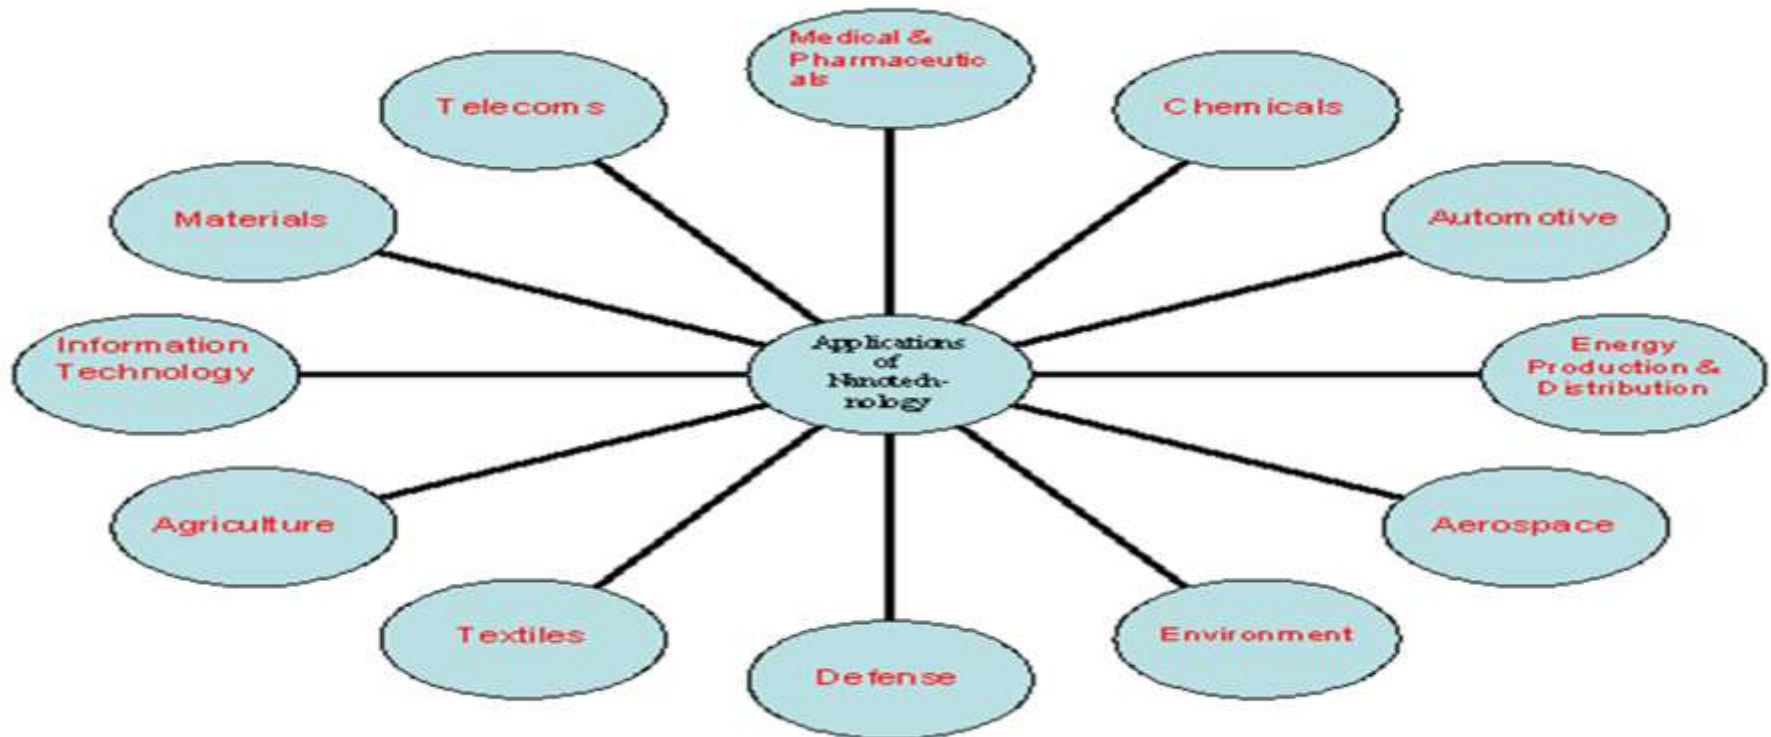 Medical &
Pharmaceutic
als
Telecoms
Chemicals
Materials
Automotive
Information
Technology
Applications
of
Nanotech-
nology
Energy
Production &
Distribution
Agriculture
Aerospace
Textiles
Environment
Defense